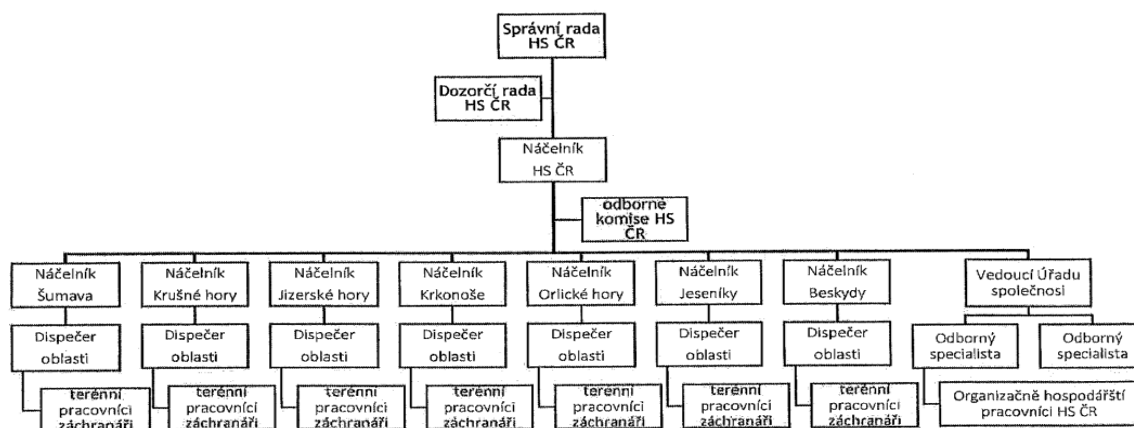 Správní rada
HS ČR
Dozorčí rada
HS ČR
Náčelník
HS ČR
odborné
komise HS
ČR
Náčelník
Šumava
Náčelník
Krušné hory
Náčelník
Jizerské hory
Náčelník
Krkonoše
Náčelník
Orlické hory
Náčelník
Jeseníky
Náčelník
Beskydy
Vedoucí Úřadu
společnosi
Dispečer
oblasti
Dispečer
oblasti
Dispečer
oblasti
Dispečer
oblasti
Dispečer
oblasti
Dispečer
oblasti
Dispečer
oblasti
Odborný
specialista
Odborný
specialista
terénní
pracovníci
záchranáři
terénní
pracovníci
záchranáři
terénní
pracovníci
záchranáři
terénní
pracovníci
záchranáři
terénní
pracovníci
záchranáři
terénní
pracovníci
záchranáři
terénní
pracovníci
záchranáři
Organizačně hospodářští
pracovníci HS ČR